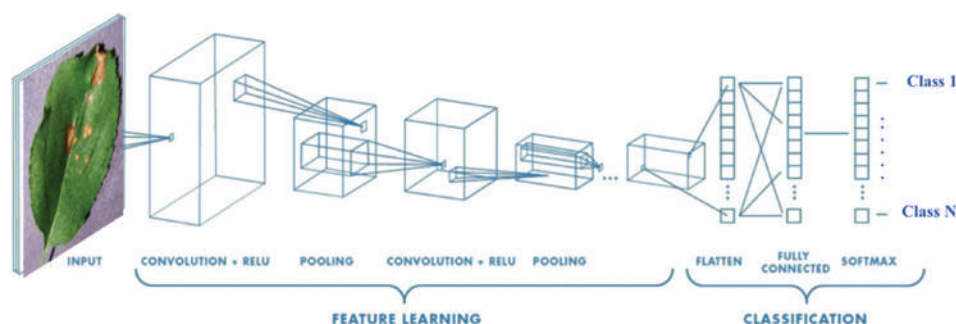 Class 1
Class N
INPUT
CONVOLUTION + RELU
POOLING
CONVOLUTION + RELU
POOLING
FLATTEN
FULLY
CONNECTED
SOFTMAX
FEATURE LEARNING
CLASSIFICATION